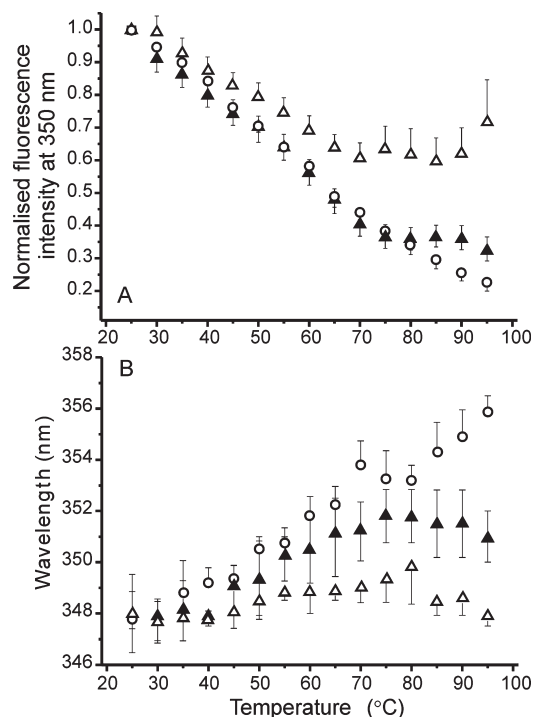 Normalised fluorescence
intensity at 350 nm
1.0
0.9
0.8
0.7
0.6
0.5
0.4
0.3
0.2
A
20 30 40 50 60 70 80 90 100
Wavelength (nm)
358
356
354
352
350
348
346
B
20 30 40 50 60 70 80 90 100
Temperature (°C)